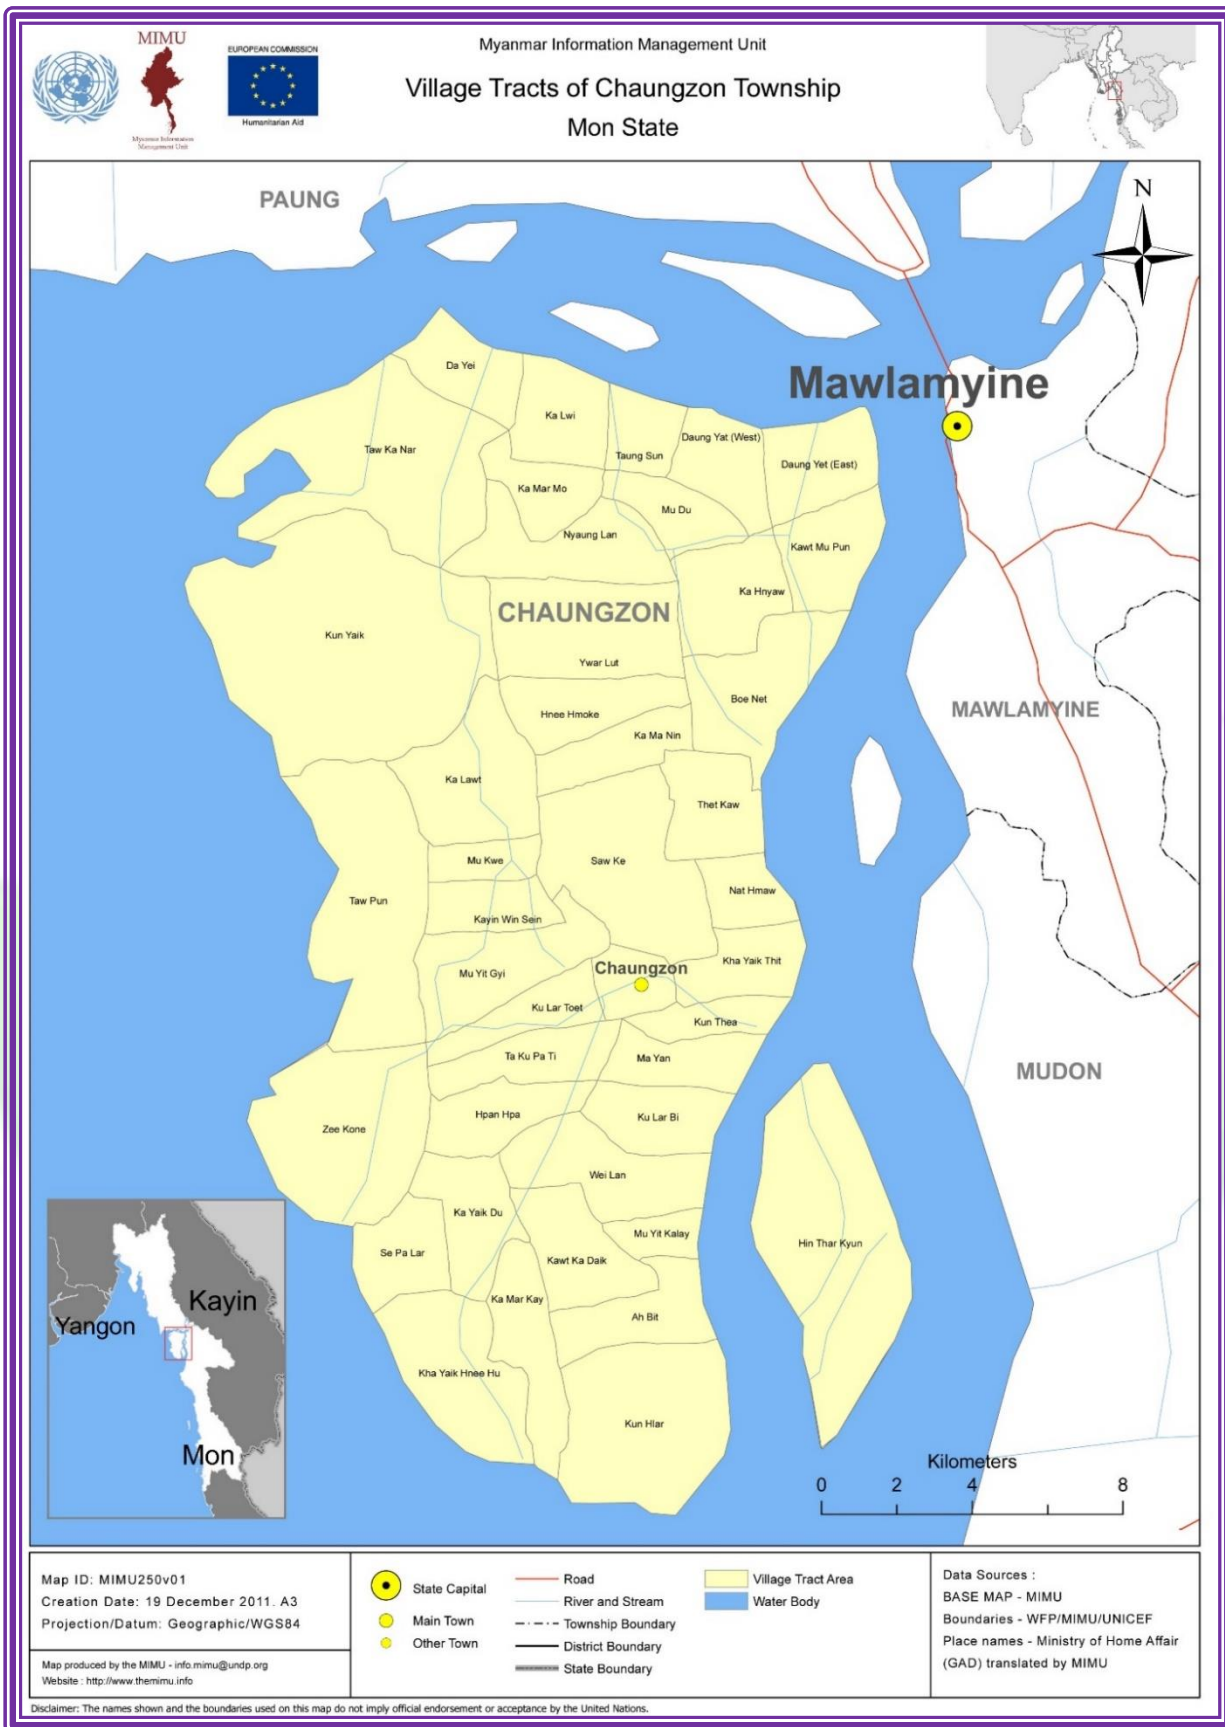 MIMU
Myanmar Information
Management Unit
EUROPEAN COMMISSION
Humanitarian Aid
Myanmar Information Management Unit
Village Tracts of Chaungzon Township
Mon State
PAUNG
N
Mawlamyine
Da Yei
Ka Lwi
Taw Ka Nar
Taung Sun
Daung Yat (West)
Daung Yet (East)
Ka Mar Mo
Mu Du
Nyaung Lan
Kawt Mu Pun
Ka Hnyaw
CHAUNGZON
Kun Yaik
Ywar Lut
Boe Net
MAWLAMYINE
Hnee Hmoke
Ka Ma Nin
Ka Lawt
Thet Kaw
Mu Kwe
Saw Ke
Nat Hmaw
Taw Pun
Kayin Win Sein
Kha Yaik Thit
Chaungzon
Mu Yit Gyi
Ku Lar Toet
Kun Thea
Ta Ku Pa Ti
Ma Yan
MUDON
Hpan Hpa
Ku Lar Bi
Zee Kone
Wei Lan
Ka Yaik Du
Mu Yit Kalay
Hin Thar Kyun
Se Pa Lar
Kawt Ka Daik
Ka Mar Kay
Ah Bit
Kha Yaik Hnee Hu
Kun Hlar
Kayin
Yangon
Mon
Kilometers
0 2 4 8
Map ID: MIMU250v01
Creation Date: 19 December 2011. A3
Projection/Datum: Geographic/WGS84
Map produced by the MIMU - info.mimu@undp.org
Website : http://www.themimu.info
State Capital
Main Town
Other Town
Road
River and Stream
Township Boundary
District Boundary
State Boundary
Village Tract Area
Water Body
Data Sources :
BASE MAP - MIMU
Boundaries - WFP/MIMU/UNICEF
Place names - Ministry of Home Affair
(GAD) translated by MIMU
Disclaimer: The names shown and the boundaries used on this map do not imply official endorsement or acceptance by the United Nations.